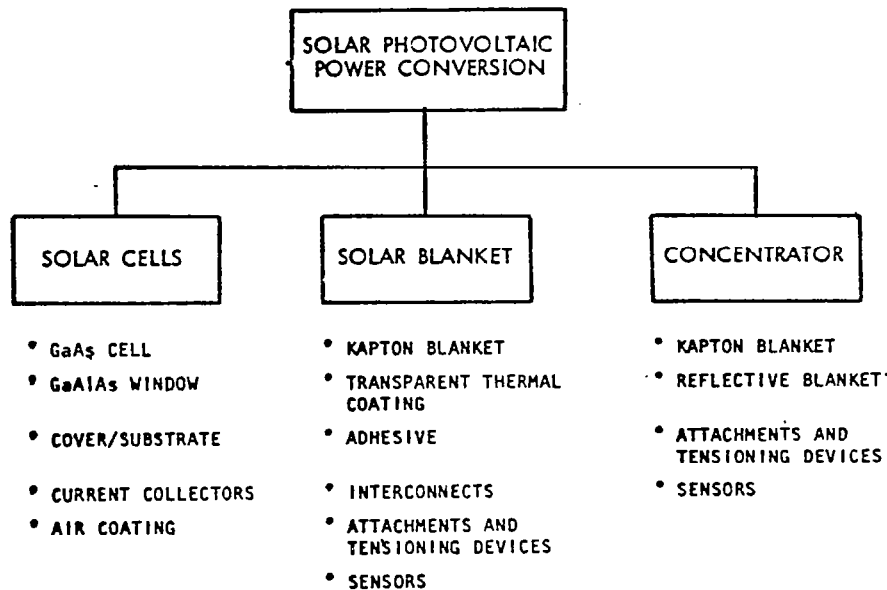 SOLAR PHOTOVOLTAIC
POWER CONVERSION
SOLAR CELLS
• GaAs CELL
• GaAlAs WINDOW
• COVER/SUBSTRATE
• CURRENT COLLECTORS
• AIR COATING
SOLAR BLANKET
• KAPTON BLANKET
• TRANSPARENT THERMAL
COATING
• ADHESIVE
• INTERCONNECTS
• ATTACHMENTS AND
TENSIONING DEVICES
• SENSORS
CONCENTRATOR
• KAPTON BLANKET
• REFLECTIVE BLANKET
• ATTACHMENTS AND
TENSIONING DEVICES
• SENSORS